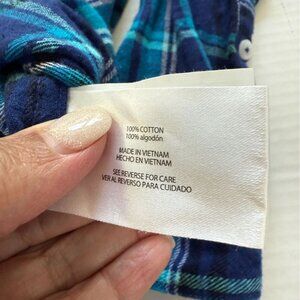 100% COTTON
100% algodón
MADE IN VIETNAM
HECHO EN VIETNAM
SEE REVERSE FOR CARE
VER AL REVERSO PARA CUIDADO